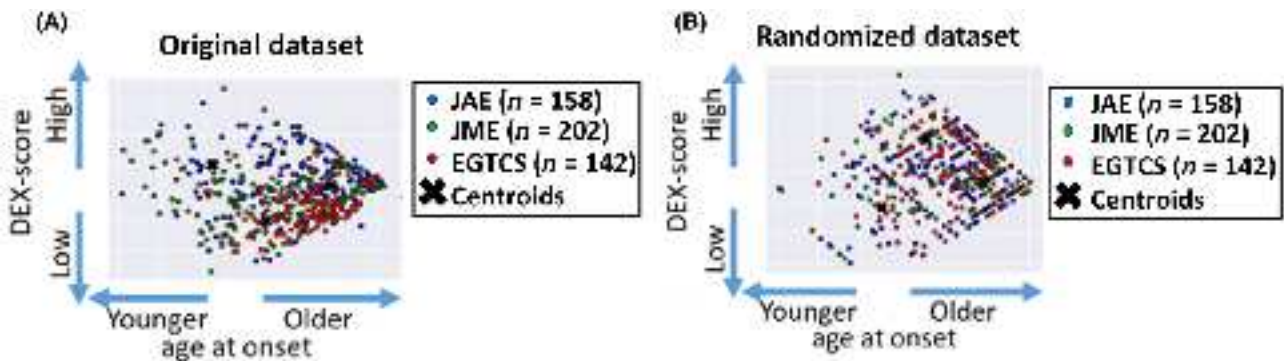 (A)
Original dataset
High
DEX-score
Low
Younger Older
age at onset
JAE (n = 158)
JME (n = 202)
EGTCS (n = 142)
Centroids
(B)
Randomized dataset
High
DEX-score
Low
Younger Older
age at onset
JAE (n = 158)
JME (n = 202)
EGTCS (n = 142)
Centroids